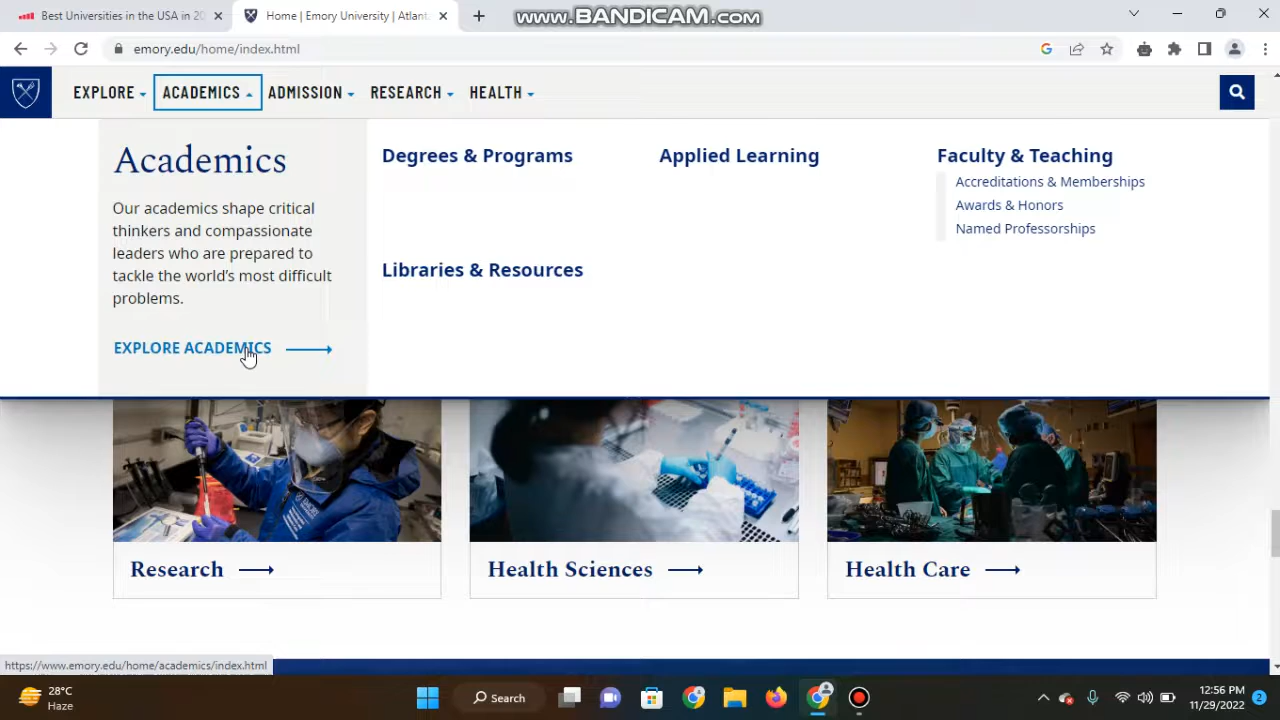 Best Universities in the USA in 20
Home | Emory University | Atlant
www.BANDICAM.com
emory.edu/home/index.html
EXPLORE
ACADEMICS
ADMISSION
RESEARCH
HEALTH
Academics
Our academics shape critical
thinkers and compassionate
leaders who are prepared to
tackle the world's most difficult
problems.
EXPLORE ACADEMICS
Degrees & Programs
Applied Learning
Faculty & Teaching
Accreditations & Memberships
Awards & Honors
Named Professorships
Libraries & Resources
Research
Health Sciences
Health Care
https://www.emory.edu/home/academics/index.html
28°C
Haze
Search
12:56 PM
11/29/2022
2